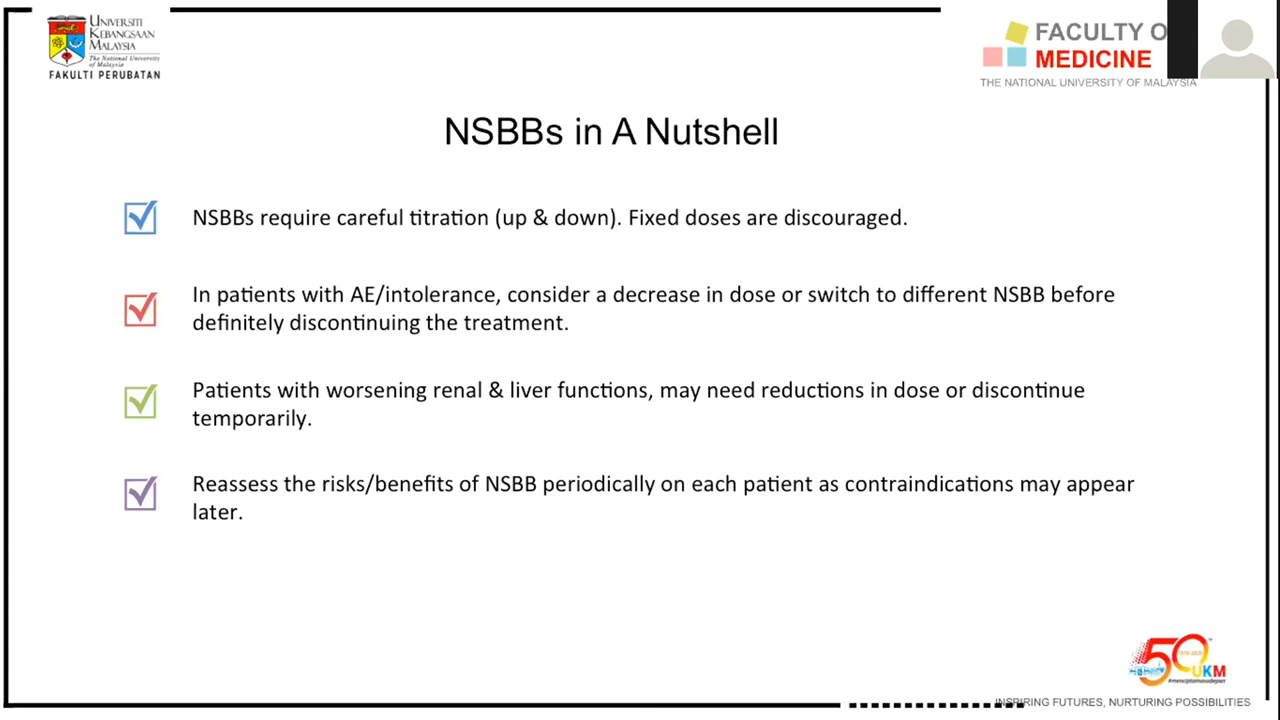 UNIVERSITI
KEBANGSAAN
MALAYSIA
The National University
of Malaysia
FAKULTI PERUBATAN
FACULTY O
MEDICINE
THE NATIONAL UNIVERSITY OF MALAYSIA
NSBBs in A Nutshell
NSBBs require careful titration (up & down). Fixed doses are discouraged.
In patients with AE/intolerance, consider a decrease in dose or switch to different NSBB before
definitely discontinuing the treatment.
Patients with worsening renal & liver functions, may need reductions in dose or discontinue
temporarily.
Reassess the risks/benefits of NSBB periodically on each patient as contraindications may appear
later.
50
UKM
#menciptamasadepan
INSPIRING FUTURES, NURTURING POSSIBILITIES